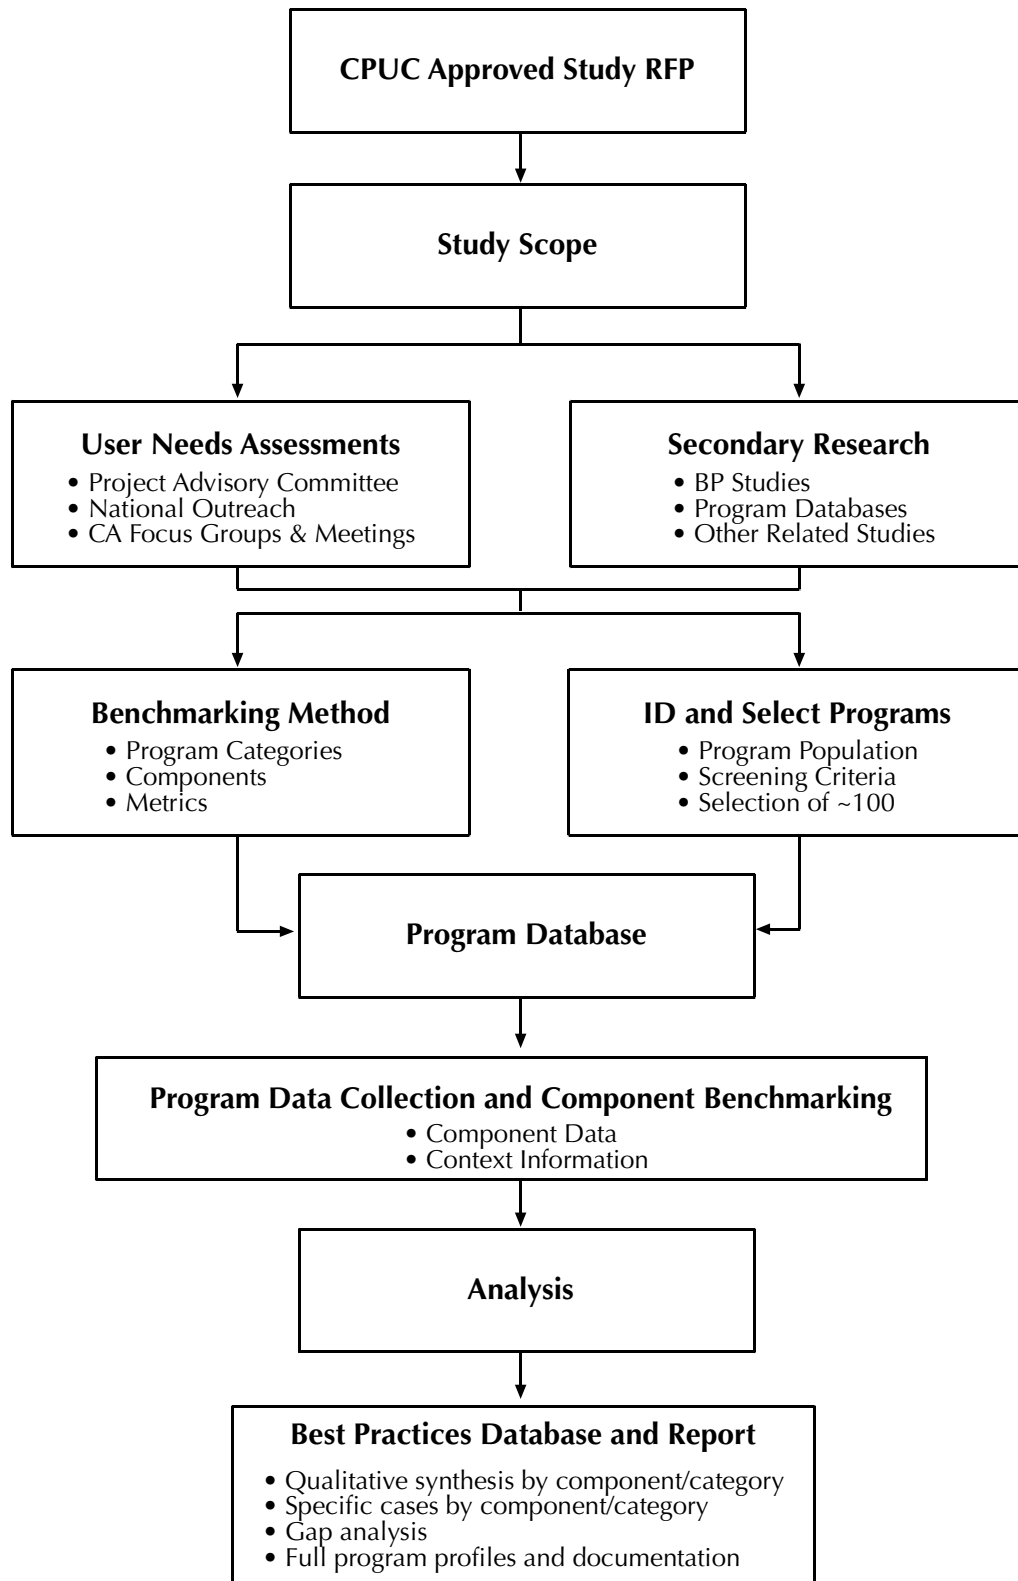 CPUC Approved Study RFP
Study Scope
User Needs Assessments
• Project Advisory Committee
• National Outreach
• CA Focus Groups & Meetings
Secondary Research
• BP Studies
• Program Databases
• Other Related Studies
Benchmarking Method
• Program Categories
• Components
• Metrics
ID and Select Programs
• Program Population
• Screening Criteria
• Selection of ~100
Program Database
Program Data Collection and Component Benchmarking
• Component Data
• Context Information
Analysis
Best Practices Database and Report
• Qualitative synthesis by component/category
• Specific cases by component/category
• Gap analysis
• Full program profiles and documentation